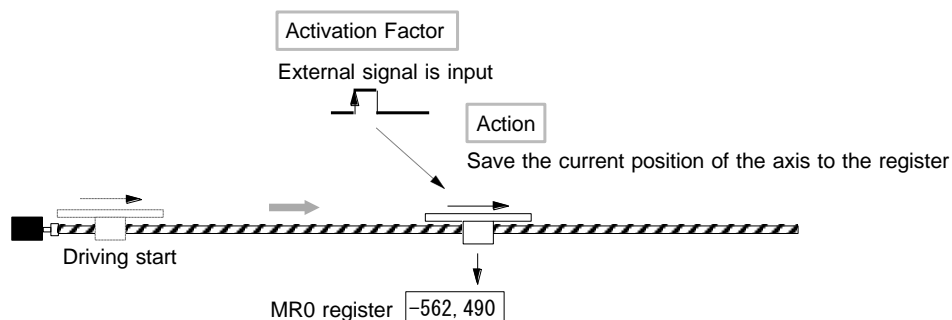 Activation Factor
External signal is input
Action
Save the current position of the axis to the register
Driving start
MR0 register −562,490